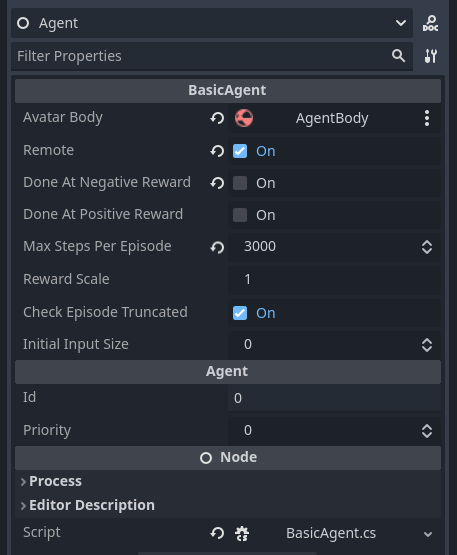 Agent
DOC
Filter Properties
BasicAgent
Avatar Body AgentBody
Remote On
Done At Negative Reward On
Done At Positive Reward On
Max Steps Per Episode 3000
Reward Scale 1
Check Episode Truncated On
Initial Input Size 0
Agent
Id 0
Priority 0
Node
Process
Editor Description
Script CS BasicAgent.cs